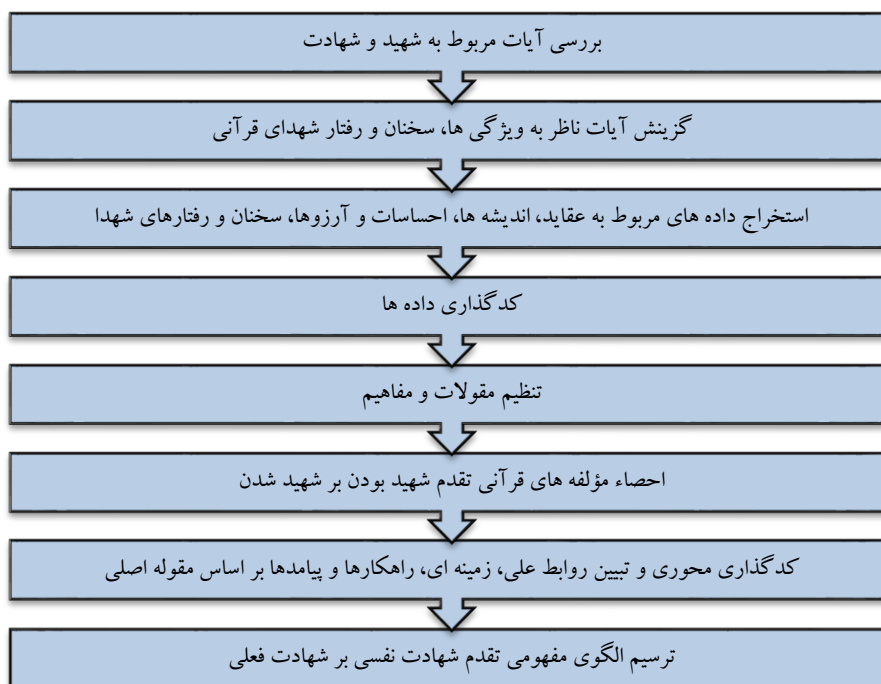 بررسی آیات مربوط به شهید و شهادت
گزینش آیات ناظر به ویژگی ها، سخنان و رفتار شهدای قرآنی
استخراج داده های مربوط به عقاید، اندیشه ها، احساسات و آرزوها، سخنان و رفتارهای شهدا
کدگذاری داده ها
تنظیم مقولات و مفاهیم
احصاء مؤلفه های قرآنی تقدم شهید بودن بر شهید شدن
کدگذاری محوری و تبیین روابط علی، زمینه ای، راهکارها و پیامدها بر اساس مقوله اصلی
ترسیم الگوی مفهومی تقدم شهادت نفسی بر شهادت فعلی